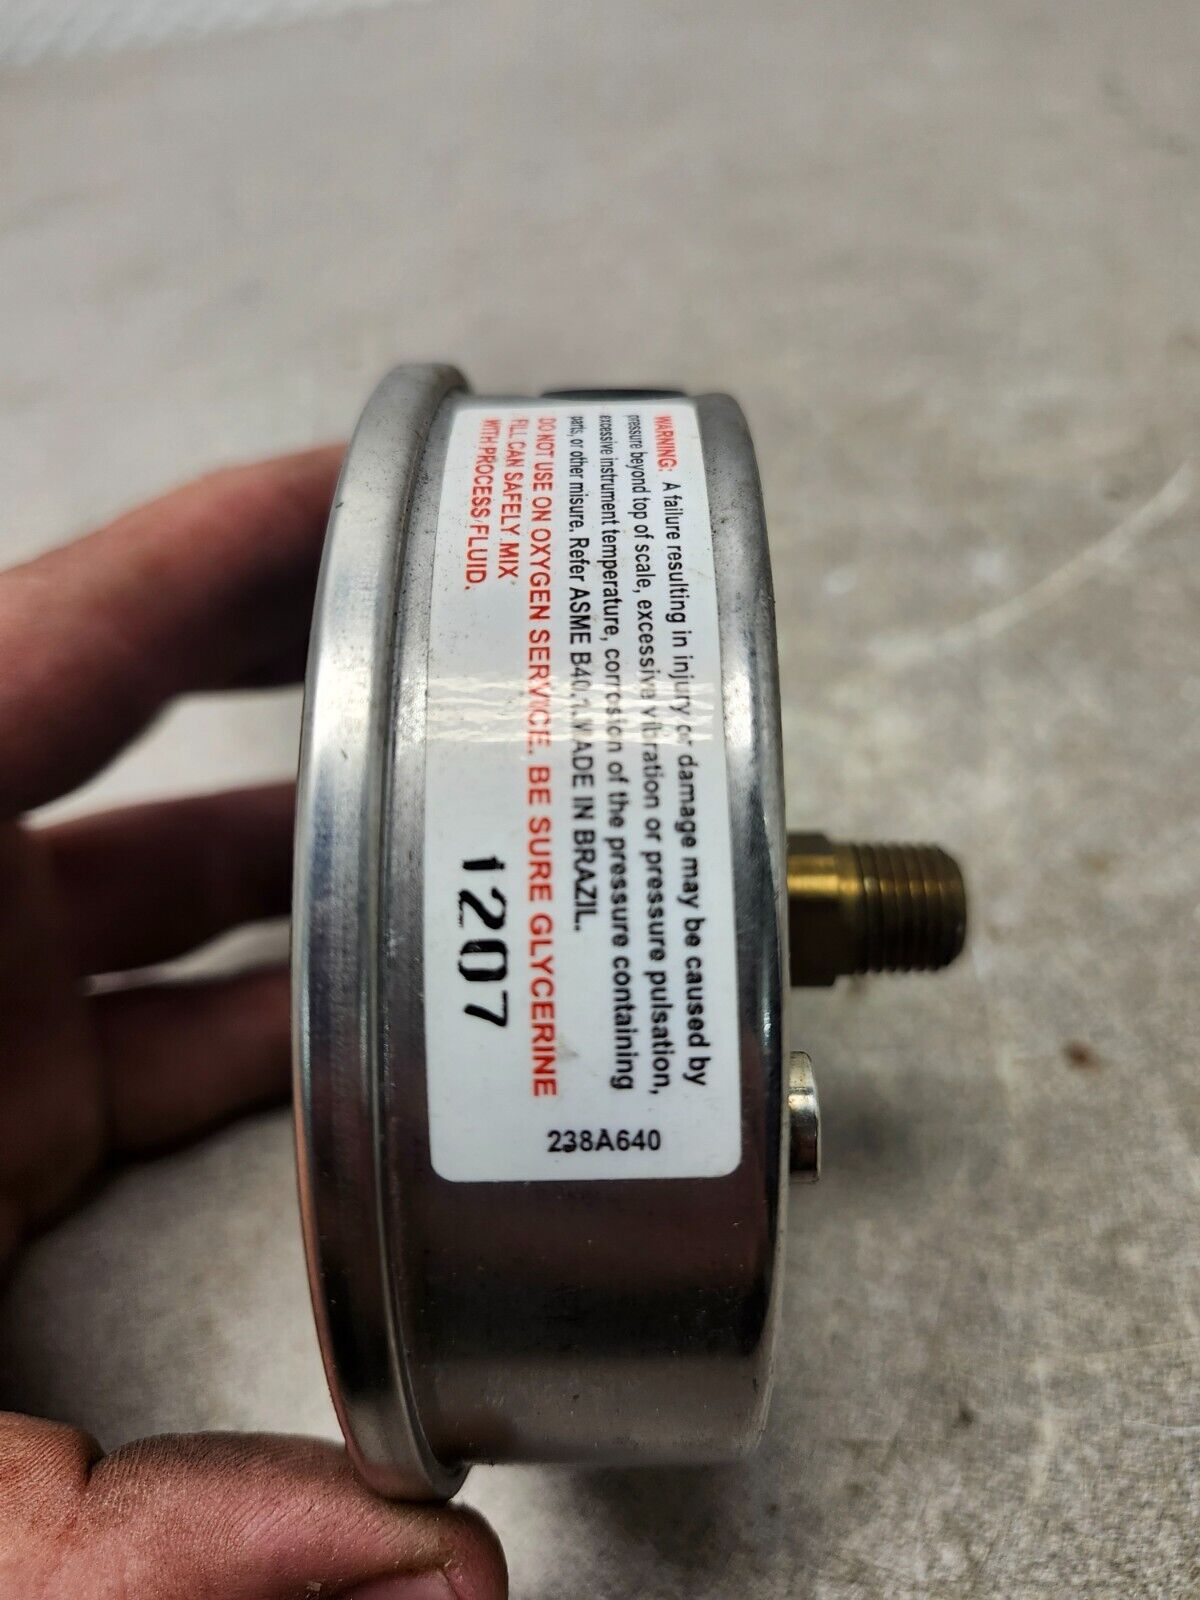 WARNING: A failure resulting in injury or damage may be caused by
pressure beyond top of scale, excessive vibration or pressure pulsation,
excessive instrument temperature, corrosion of the pressure containing
parts, or other misure. Refer ASME B40.1.MADE IN BRAZIL.
DO NOT USE ON OXYGEN SERVICE. BE SURE GLYCERINE
FILL CAN SAFELY MIX
WITH PROCESS FLUID.
1207
238A640